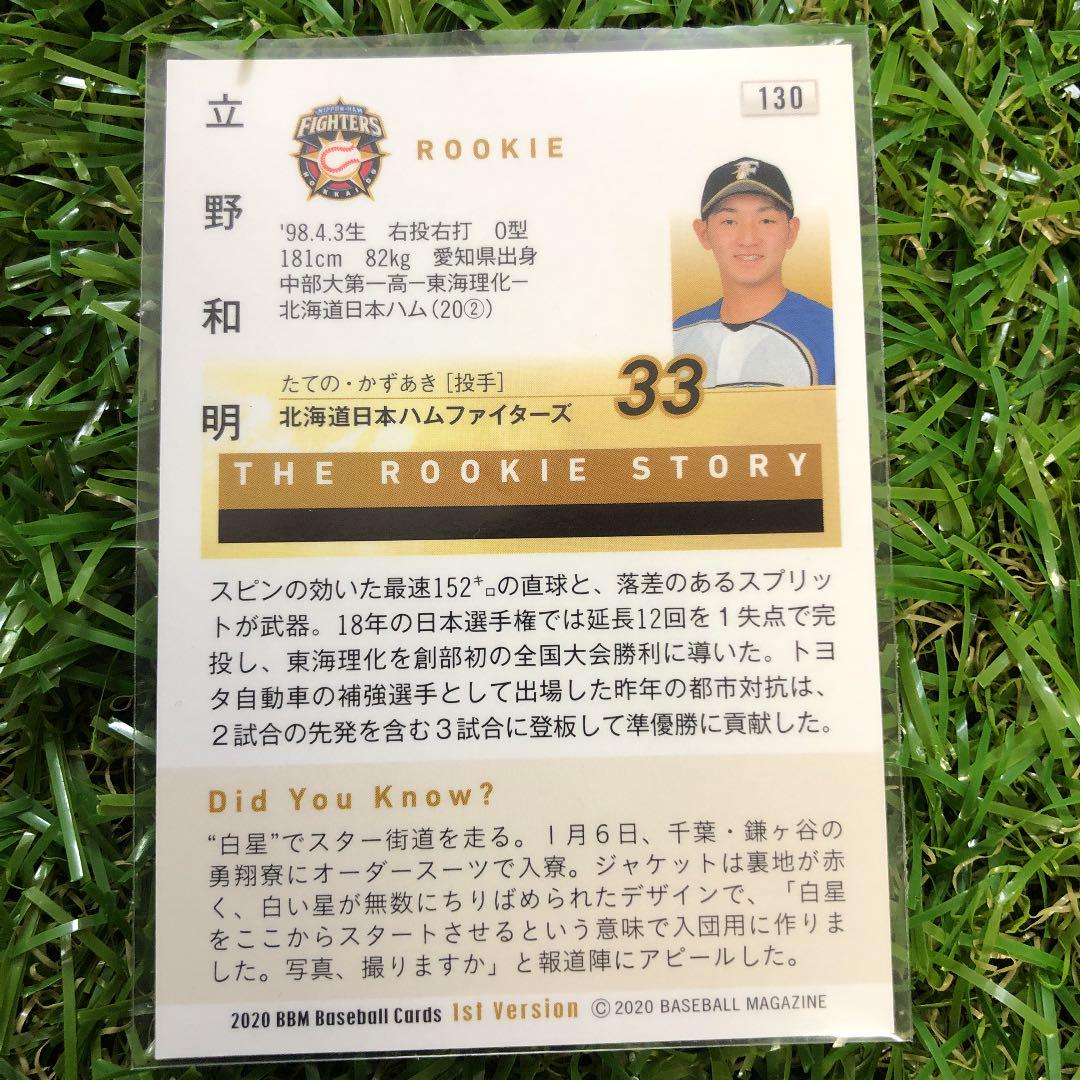 立野和明
NIPPON-HAM
FIGHTERS
HOKKAIDO
ROOKIE
130
'98.4.3生 右投右打 O型
181cm 82kg 愛知県出身
中部大第一高ー東海理化ー
北海道日本ハム(20②)
たての・かずあき[投手]
北海道日本ハムファイターズ
33
THE ROOKIE STORY
スピンの効いた最速152㌔の直球と、落差のあるスプリッ
トが武器。18年の日本選手権では延長12回を1失点で完
投し、東海理化を創部初の全国大会勝利に導いた。トヨ
タ自動車の補強選手として出場した昨年の都市対抗は、
2試合の先発を含む3試合に登板して準優勝に貢献した。
Did You Know?
“白星”でスター街道を走る。1月6日、千葉・鎌ヶ谷の
勇翔寮にオーダースーツで入寮。ジャケットは裏地が赤
く、白い星が無数にちりばめられたデザインで、「白星
をここからスタートさせるという意味で入団用に作りま
した。写真、撮りますか」と報道陣にアピールした。
2020 BBM Baseball Cards 1st Version ©2020 BASEBALL MAGAZINE